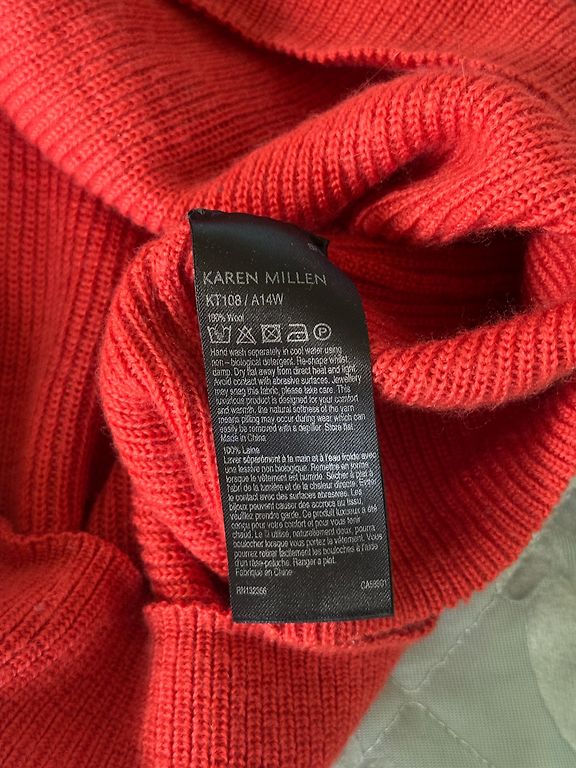 KAREN MILLEN
KT108 / A14W
100% Wool
Hand wash separately in cool water using
non – biological detergent. Re-shape whilst
damp. Dry flat away from direct heat and light.
Avoid contact with abrasive surfaces. Jewellery
may snag this fabric, please take care. This
luxurious product is designed for your comfort
and warmth, the natural softness of the yarn
means pilling may occur during wear which can
easily be removed with a depiller. Store flat.
Made in China
100% Laine
Laver séparément à la main et à l'eau froide avec
une lessive non biologique. Remettre en forme
lorsque le vêtement est humide. Sécher à plat à
l'abri de la lumière et de la chaleur directe. Evitez
le contact avec des surfaces abrasives. Les
bijoux peuvent causer des accrocs au tissu,
veuillez prendre garde. Ce produit luxueux a été
conçu pour votre confort et pour vous tenir
chaud. Le fil utilisé, naturellement doux, pourra
boulocher lorsque vous portez le vêtement. Vous
pourrez retirer facilement les bouloches à l'aide
d'un rase-peluche. Ranger à plat.
Fabriqué en Chine
RN132356